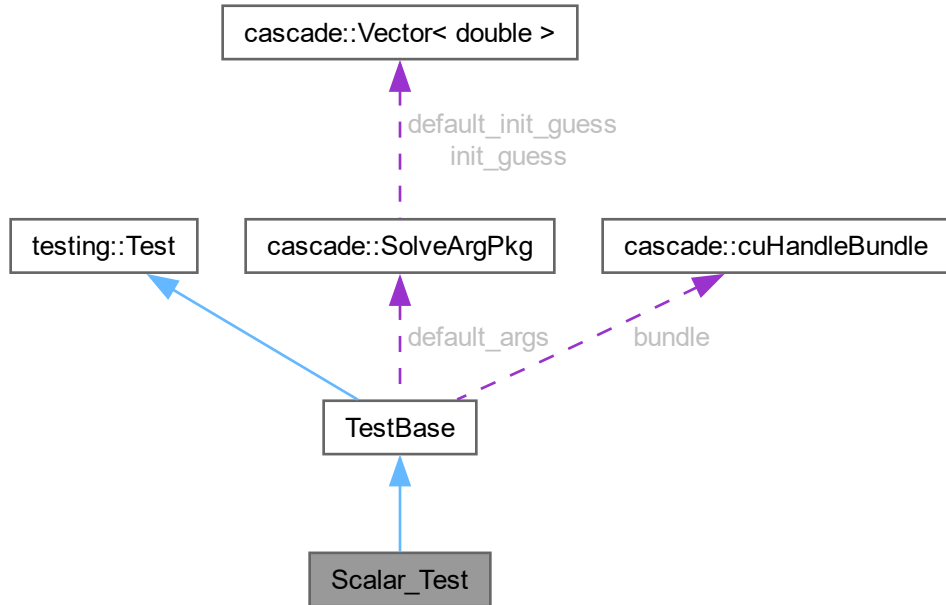 cascade::Vector< double >
default_init_guess
init_guess
testing::Test
cascade::SolveArgPkg
cascade::cuHandleBundle
default_args
bundle
TestBase
Scalar_Test